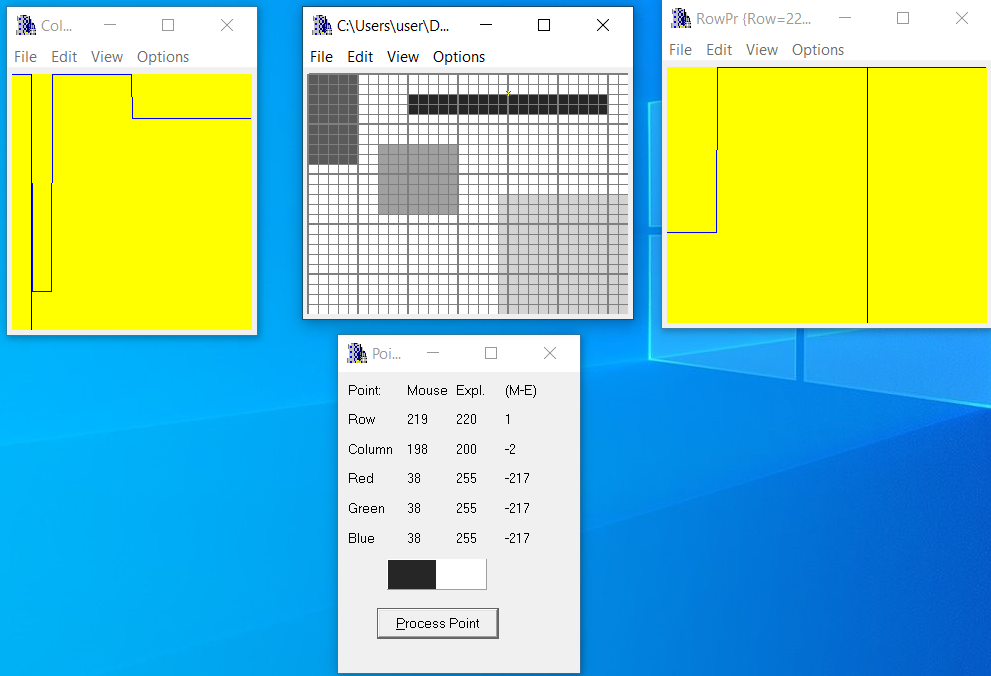 Col...
File Edit View Options
C:\Users\user\D...
File Edit View Options
RowPr {Row=22...
File Edit View Options
Poi...
Point: Mouse Expl. (M-E)
Row 219 220 1
Column 198 200 -2
Red 38 255 -217
Green 38 255 -217
Blue 38 255 -217
Process Point